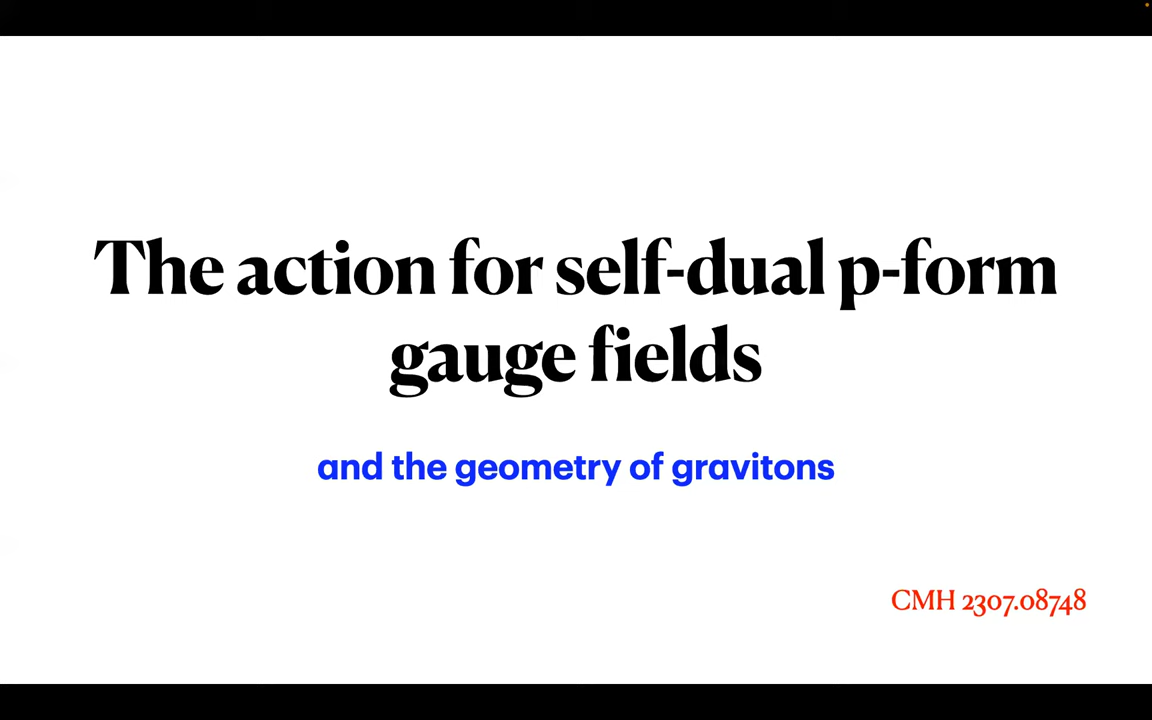 The action for self-dual p-form
gauge fields
and the geometry of gravitons
CMH 2307.08748